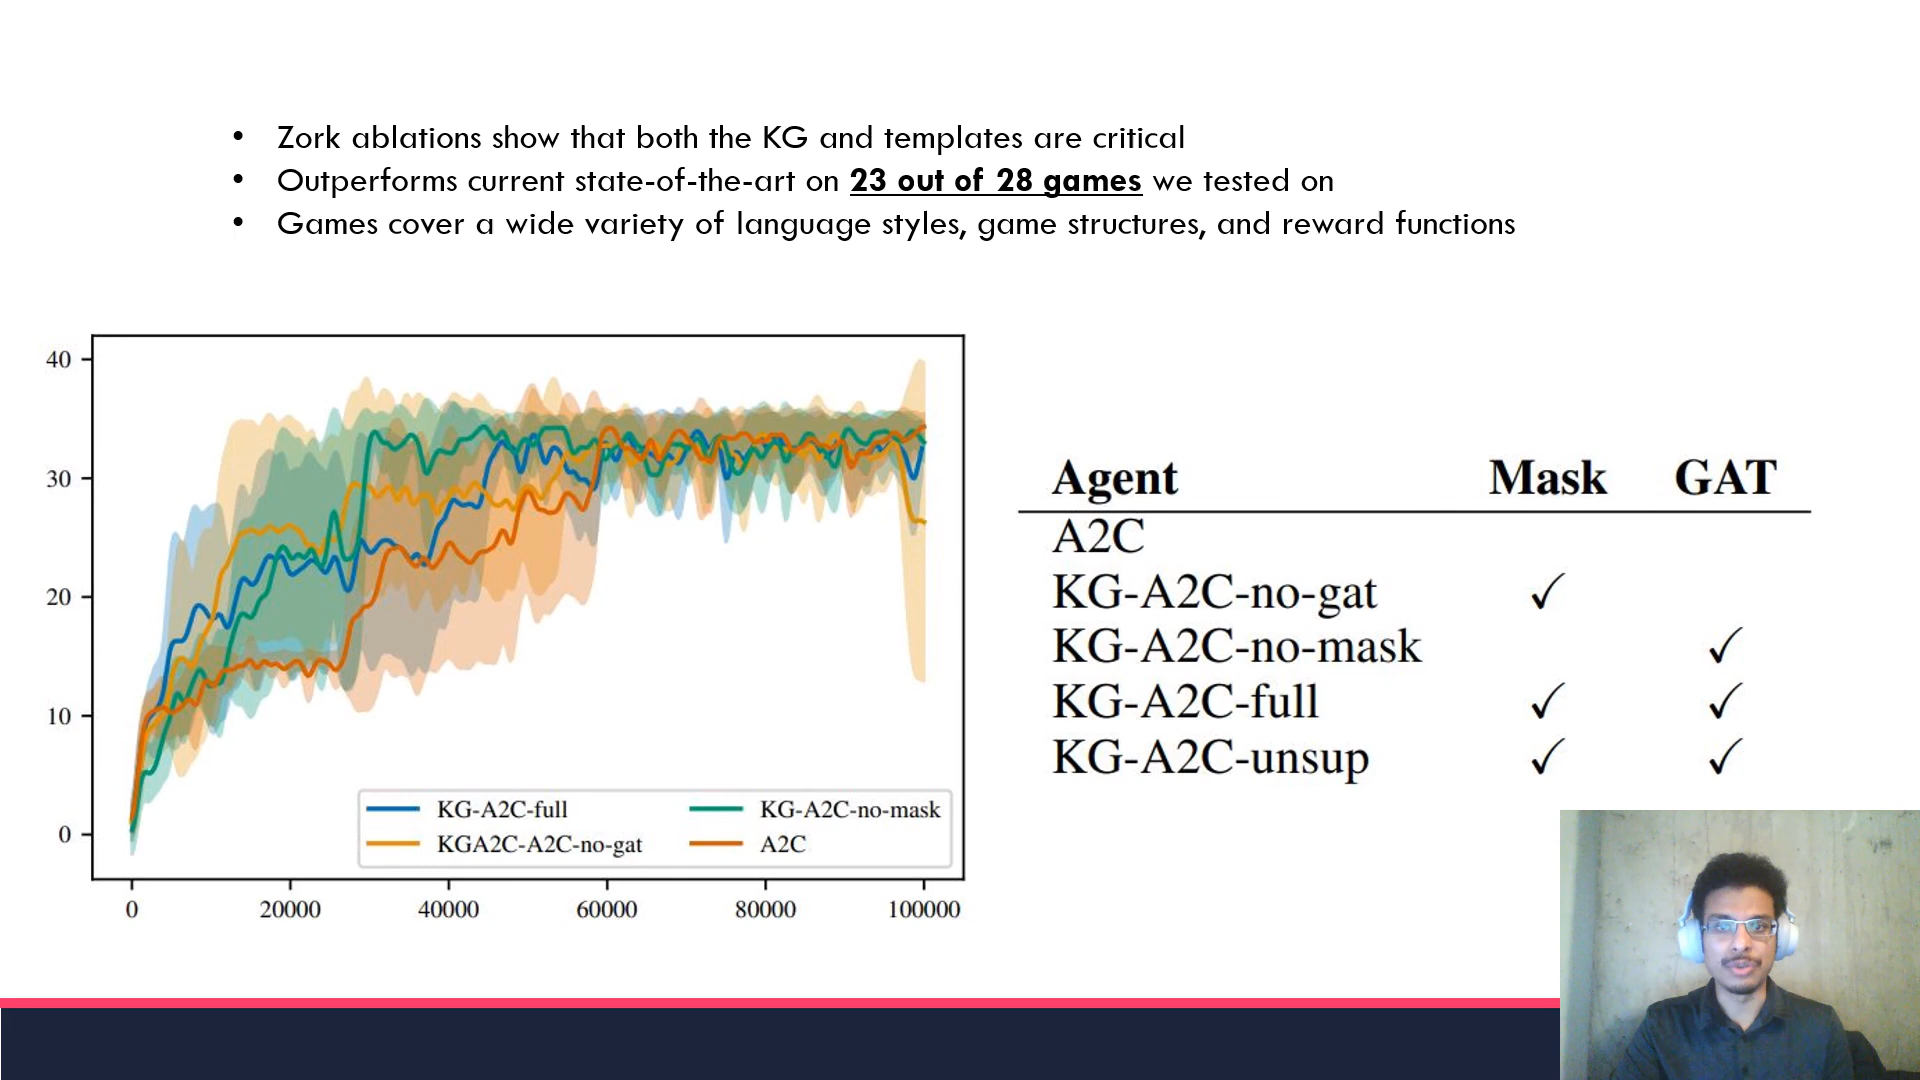 • Zork ablations show that both the KG and templates are critical
• Outperforms current state-of-the-art on 23 out of 28 games we tested on
• Games cover a wide variety of language styles, game structures, and reward functions
40
30
20
10
0
KG-A2C-full KG-A2C-no-mask
KGA2C-A2C-no-gat A2C
0 20000 40000 60000 80000 100000
Agent Mask GAT
A2C
KG-A2C-no-gat ✓
KG-A2C-no-mask ✓
KG-A2C-full ✓ ✓
KG-A2C-unsup ✓ ✓